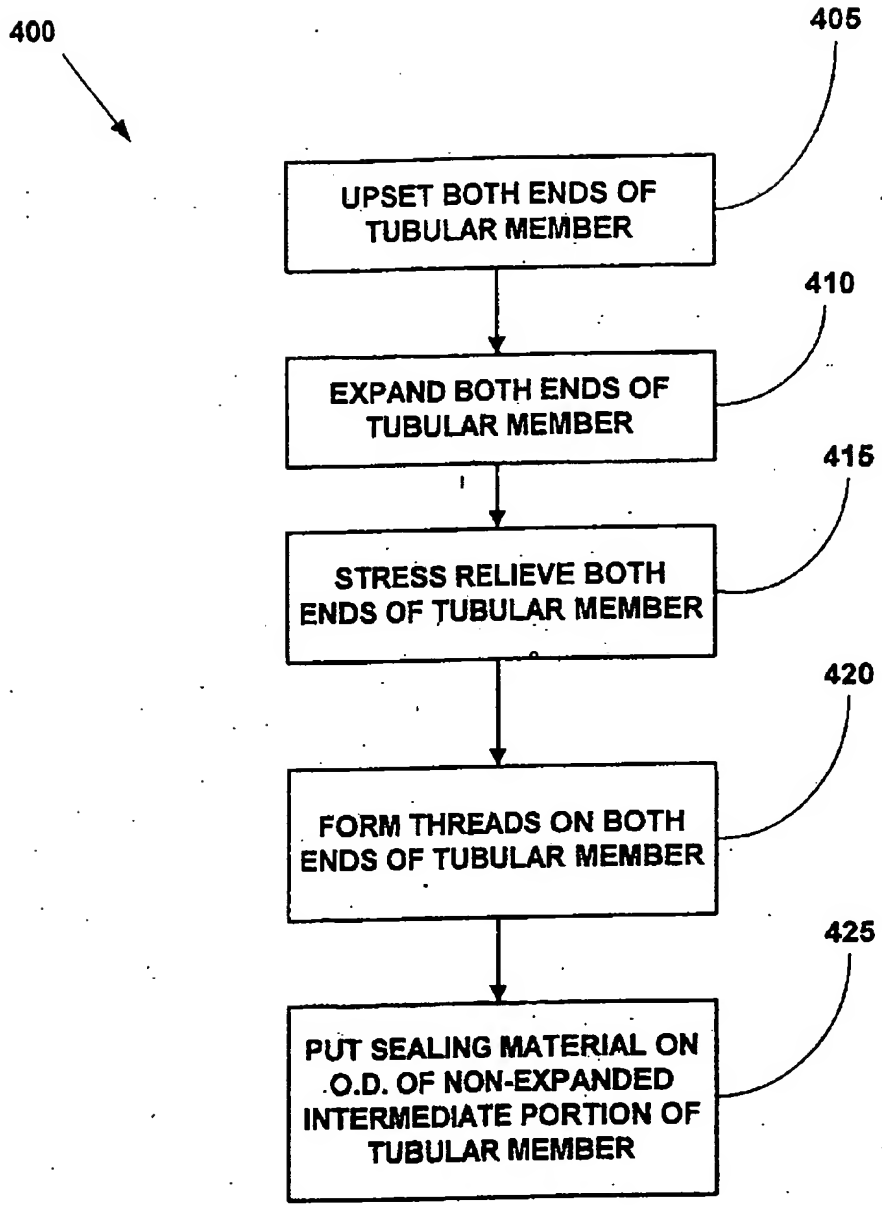 400
405
UPSET BOTH ENDS OF
TUBULAR MEMBER
410
EXPAND BOTH ENDS OF
TUBULAR MEMBER
415
STRESS RELIEVE BOTH
ENDS OF TUBULAR MEMBER
420
FORM THREADS ON BOTH
ENDS OF TUBULAR MEMBER
425
PUT SEALING MATERIAL ON
O.D. OF NON-EXPANDED
INTERMEDIATE PORTION OF
TUBULAR MEMBER